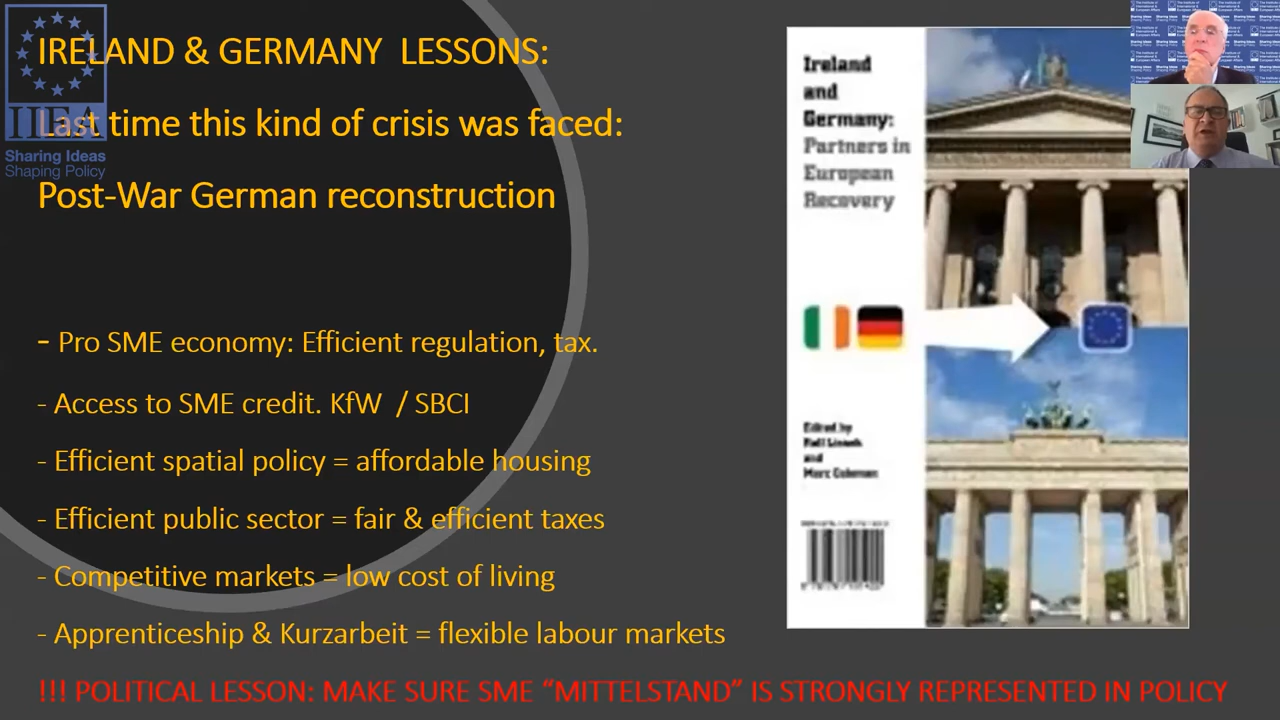 IRELAND & GERMANY LESSONS:
Last time this kind of crisis was faced:
Post-War German reconstruction
- Pro SME economy: Efficient regulation, tax.
- Access to SME credit. KfW / SBCI
- Efficient spatial policy = affordable housing
- Efficient public sector = fair & efficient taxes
- Competitive markets = low cost of living
- Apprenticeship & Kurzarbeit = flexible labour markets
!!! POLITICAL LESSON: MAKE SURE SME “MITTELSTAND” IS STRONGLY REPRESENTED IN POLICY
IIEA
Sharing Ideas
Shaping Policy
Ireland
and
Germany:
Partners in
European
Recovery
Edited by
and
Marc Coleman